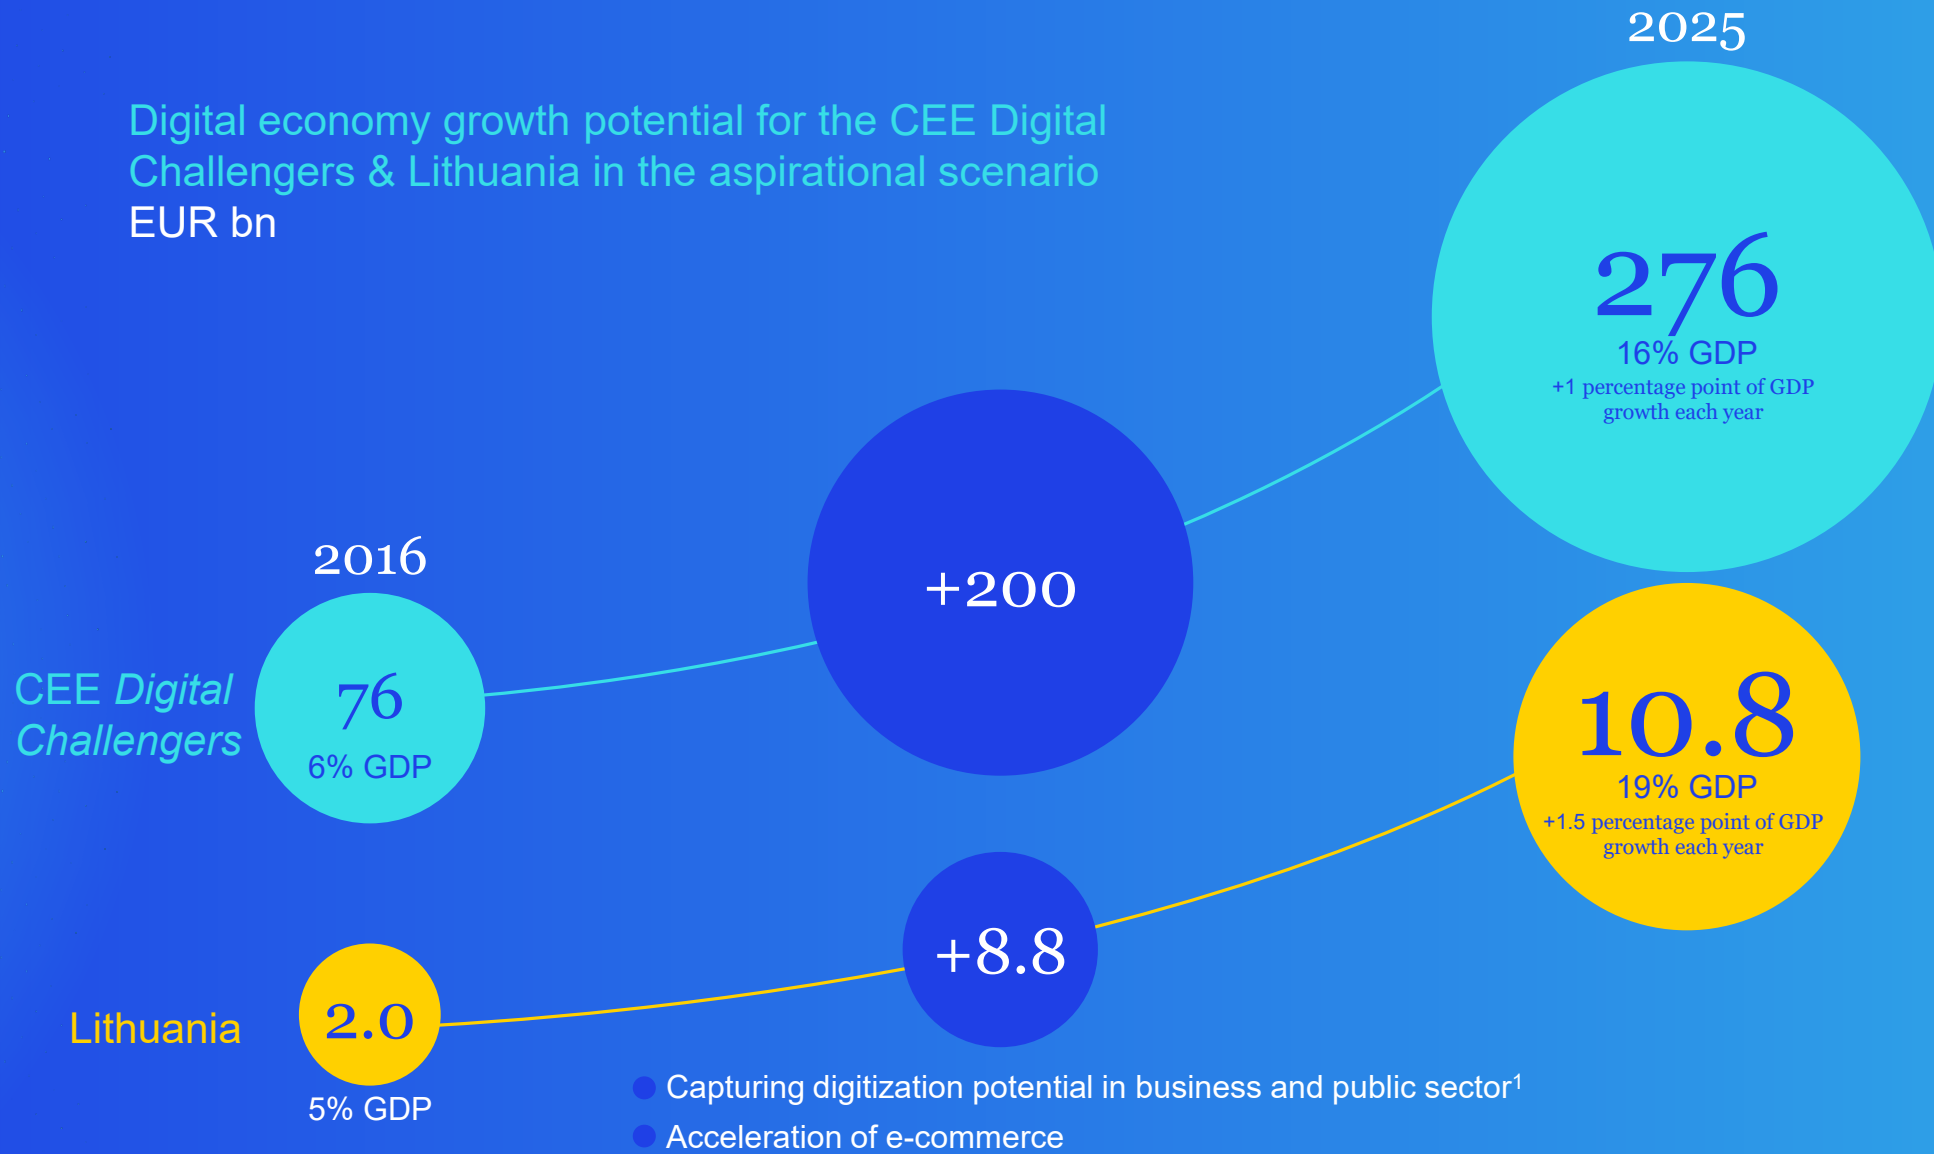 2025
Digital economy growth potential for the CEE Digital
Challengers & Lithuania in the aspirational scenario
EUR bn
276
16% GDP
+1 percentage point of GDP
growth each year
+200
2016
CEE Digital
Challengers
76
6% GDP
10.8
19% GDP
+1.5 percentage point of GDP
growth each year
+8.8
Lithuania
2.0
5% GDP
Capturing digitization potential in business and public sector¹
Acceleration of e-commerce